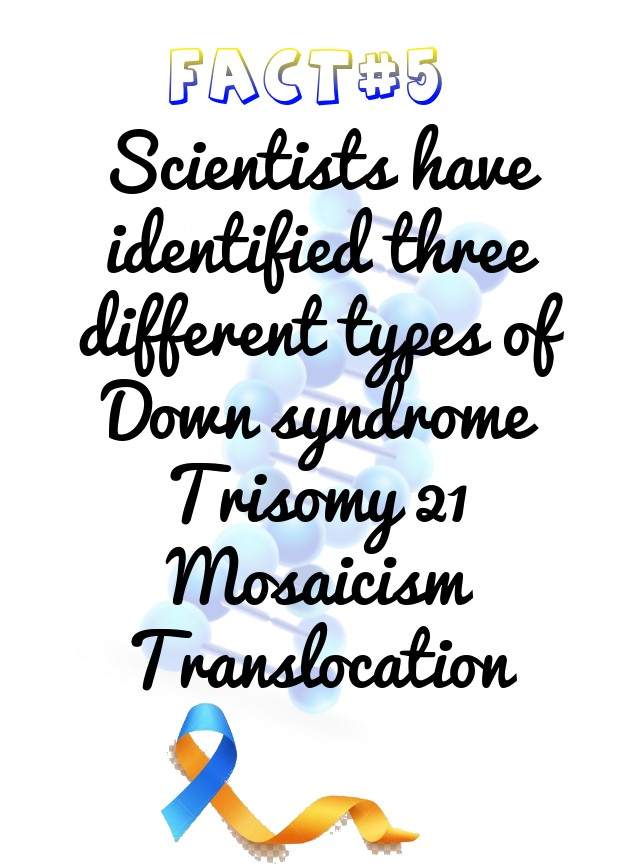 FACT#5
Scientists have
identified three
different types of
Down syndrome
Trisomy 21
Mosaicism
Translocation